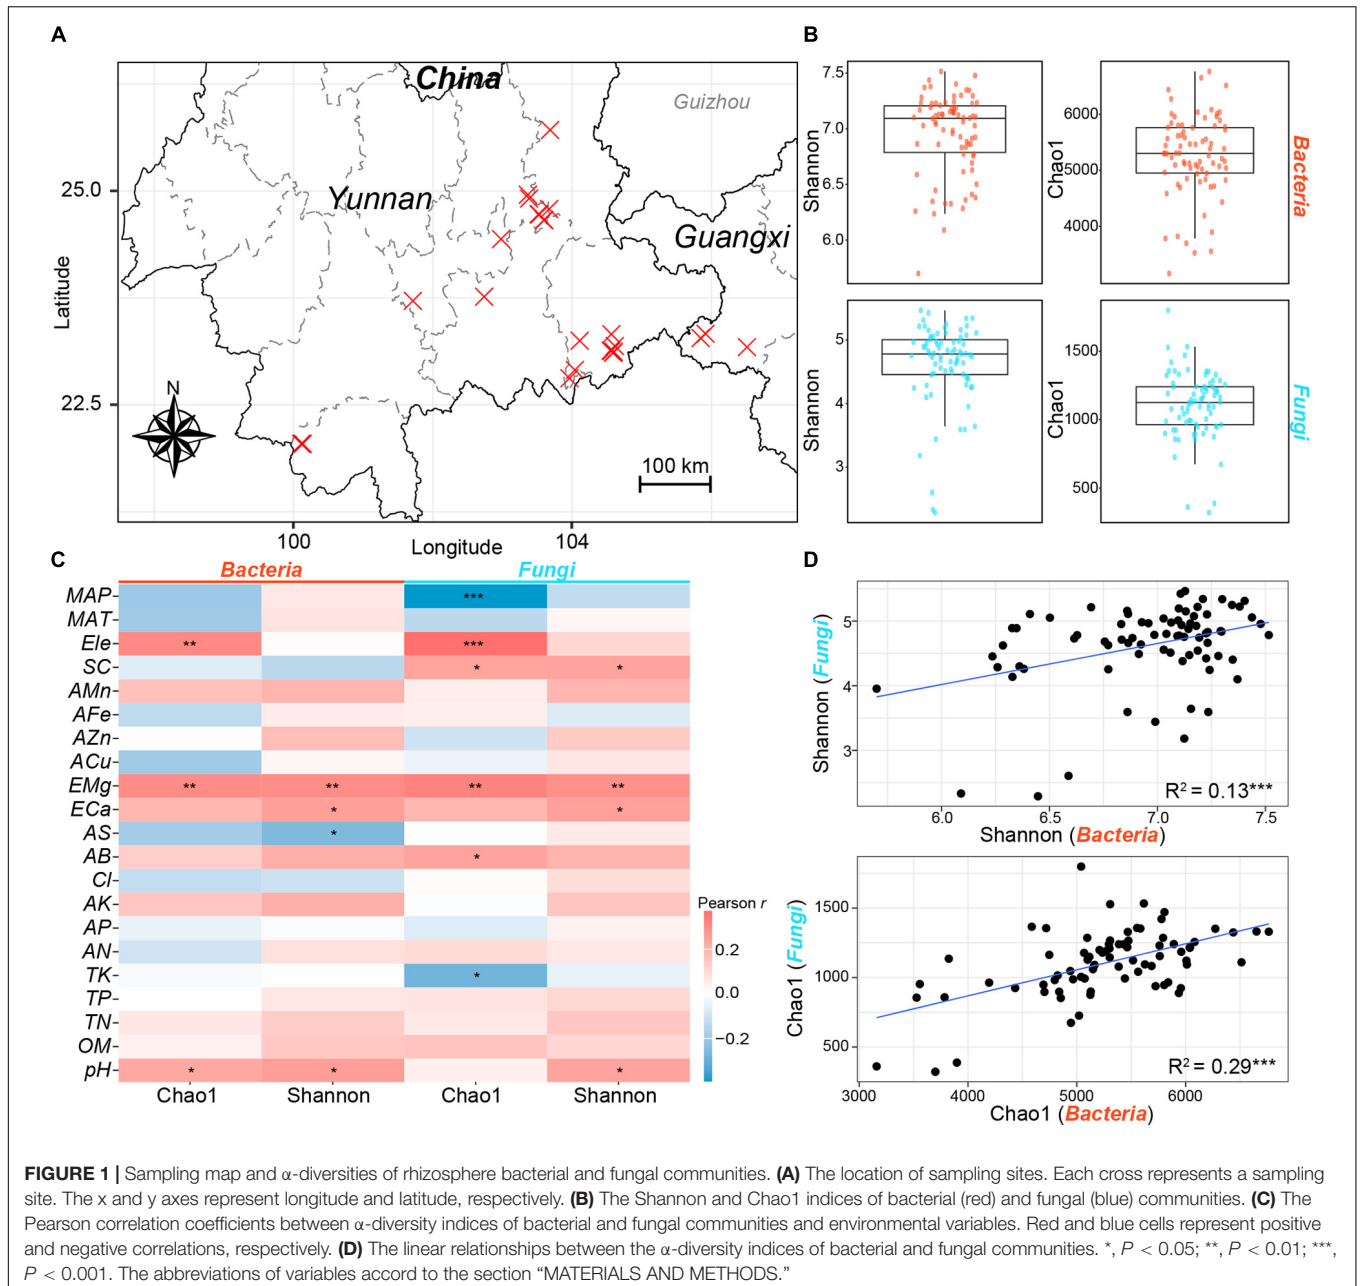 A
China
Guizhou
Yunnan
Guangxi
25.0
22.5
Latitude
N
100 km
100
104
Longitude
B
7.5
7.0
6.5
6.0
Shannon
6000
5000
4000
Chao1
Bacteria
5
4
3
Shannon
1500
1000
500
Chao1
Fungi
C
Bacteria
Fungi
MAP ***
MAT
Ele ** ***
SC * *
AMn
AFe
AZn
ACu
EMg ** ** ** **
ECa * *
AS *
AB *
Cl
AK
AP
AN
TK *
TP
TN
OM
pH * * *
Chao1 Shannon Chao1 Shannon
Pearson r
0.2
0.0
−0.2
D
5
4
3
Shannon (Fungi)
R² = 0.13***
6.0 6.5 7.0 7.5
Shannon (Bacteria)
1500
1000
500
Chao1 (Fungi)
R² = 0.29***
3000 4000 5000 6000
Chao1 (Bacteria)
FIGURE 1 | Sampling map and α-diversities of rhizosphere bacterial and fungal communities. (A) The location of sampling sites. Each cross represents a sampling
site. The x and y axes represent longitude and latitude, respectively. (B) The Shannon and Chao1 indices of bacterial (red) and fungal (blue) communities. (C) The
Pearson correlation coefficients between α-diversity indices of bacterial and fungal communities and environmental variables. Red and blue cells represent positive
and negative correlations, respectively. (D) The linear relationships between the α-diversity indices of bacterial and fungal communities. *, P < 0.05; **, P < 0.01; ***,
P < 0.001. The abbreviations of variables accord to the section “MATERIALS AND METHODS.”